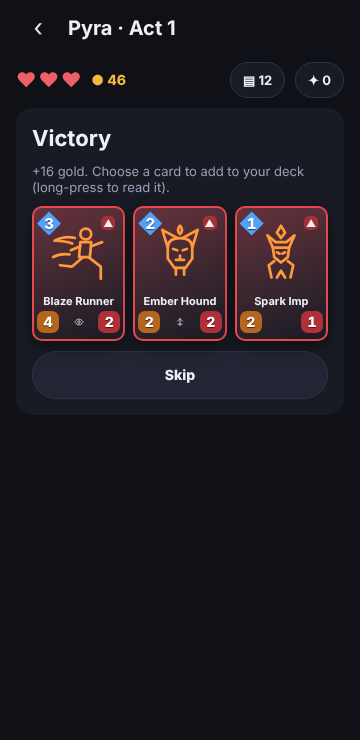 ‹ Pyra · Act 1
46 12 0
Victory
+16 gold. Choose a card to add to your deck
(long-press to read it).
3 2 1
Blaze Runner Ember Hound Spark Imp
4 2 2 2 2 1
Skip